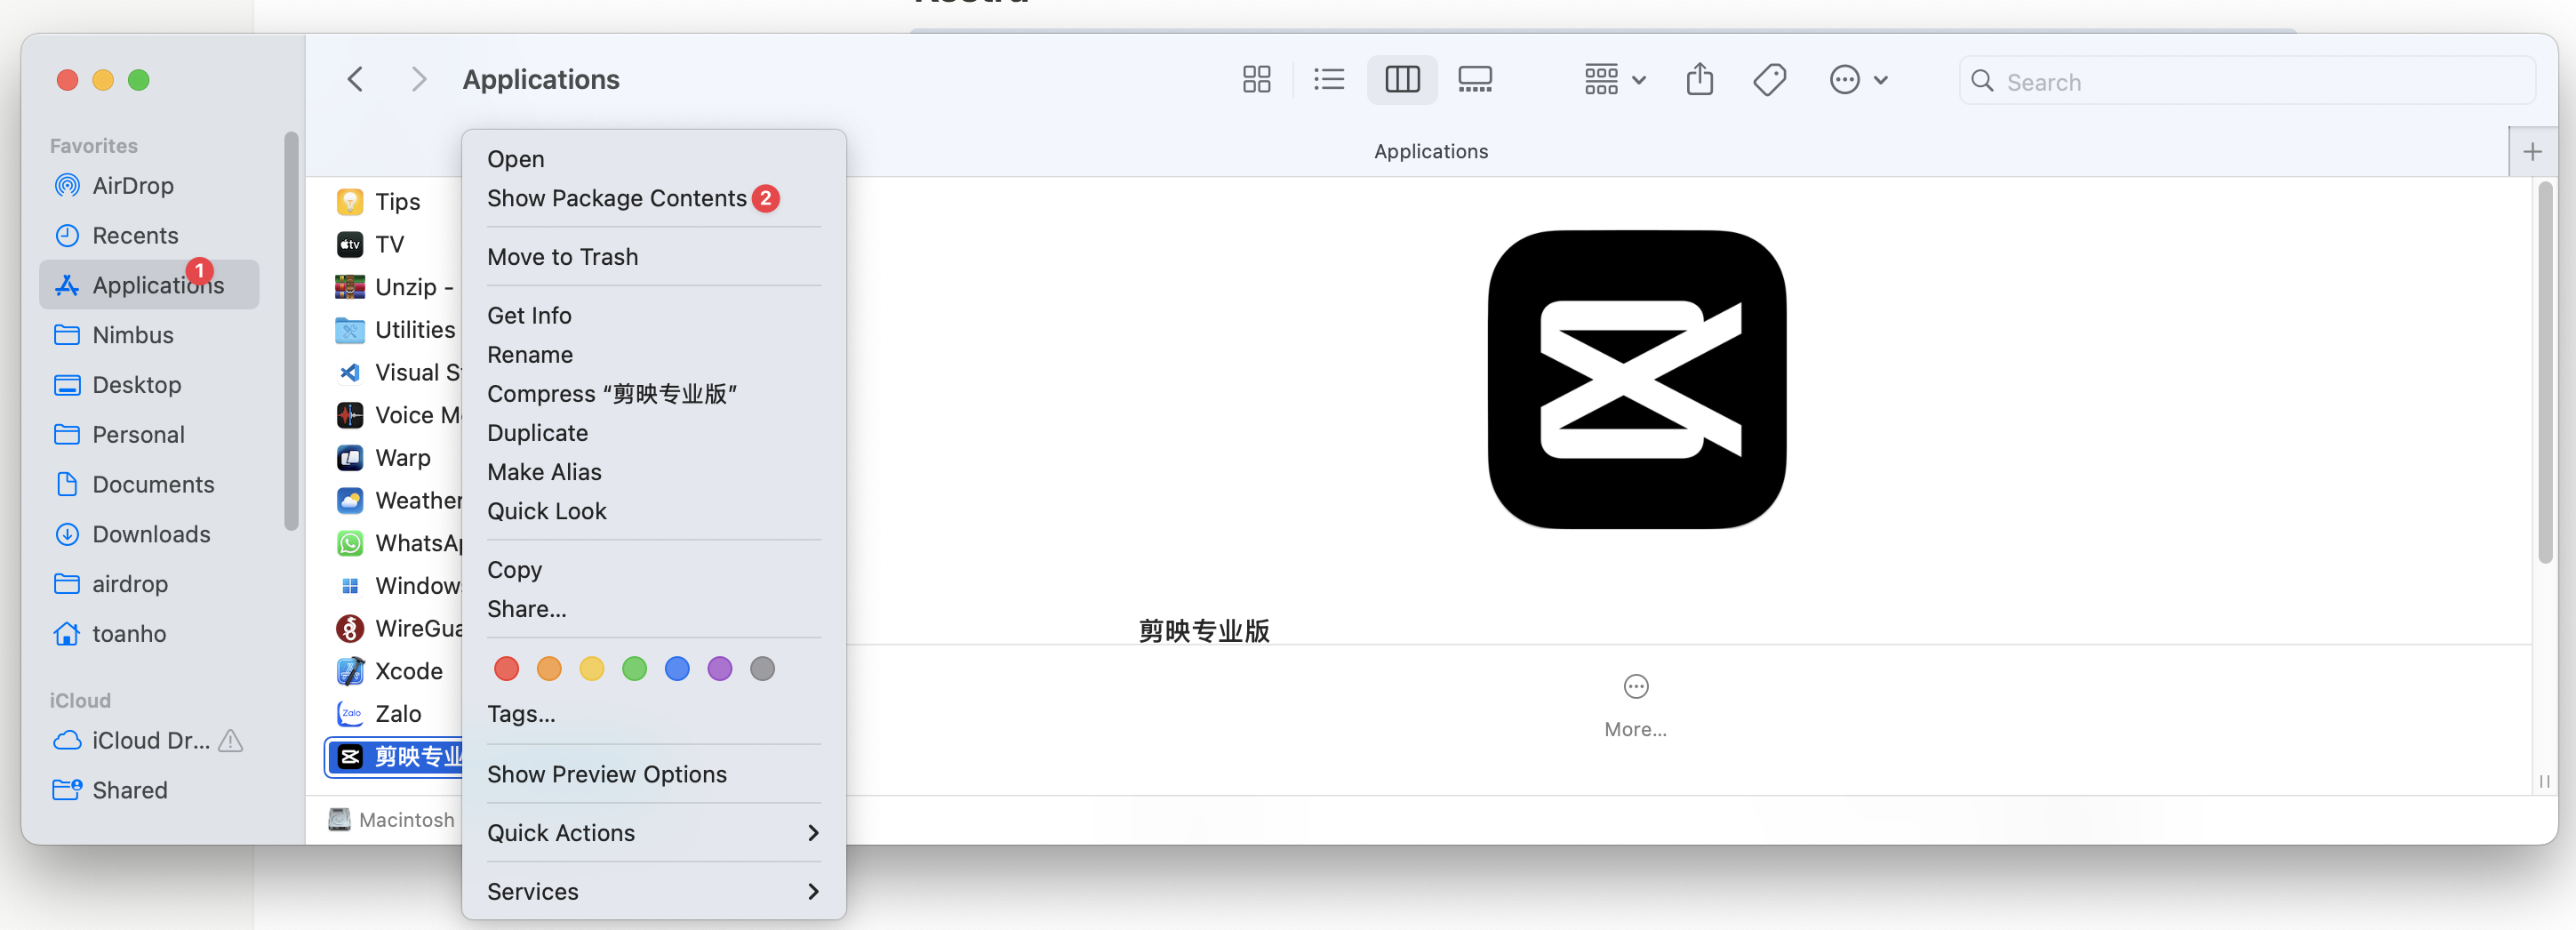 Applications
Search
Applications
Favorites
AirDrop
Recents
Applications
1
Nimbus
Desktop
Personal
Documents
Downloads
airdrop
toanho
iCloud
iCloud Dr...
Shared
Tips
TV
Unzip -
Utilities
Visual
Voice
Warp
Weather
WireGua
Xcode
Zalo
剪映专业
Macintosh
Open
Show Package Contents 2
Move to Trash
Get Info
Rename
Compress “剪映专业版”
Duplicate
Make Alias
Quick Look
Copy
Share...
Tags...
Show Preview Options
Quick Actions
Services
剪映专业版
More...